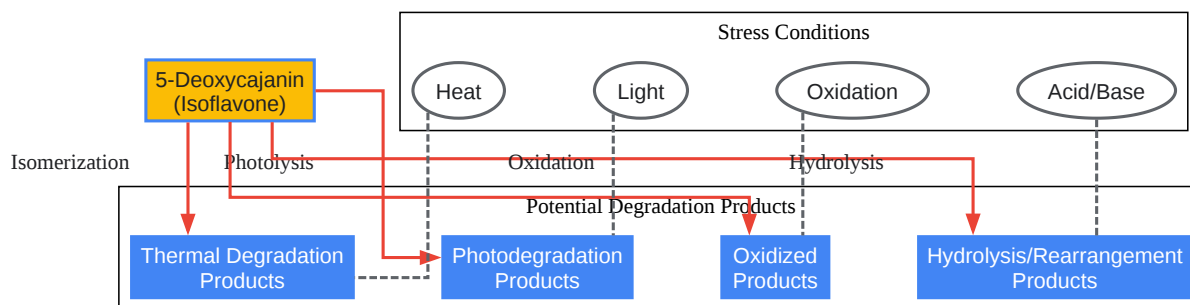 Stress Conditions
5-Deoxycajanin
(Isoflavone)
Heat
Light
Oxidation
Acid/Base
Isomerization
Photolysis
Oxidation
Hydrolysis
Potential Degradation Products
Thermal Degradation
Products
Photodegradation
Products
Oxidized
Products
Hydrolysis/Rearrangement
Products